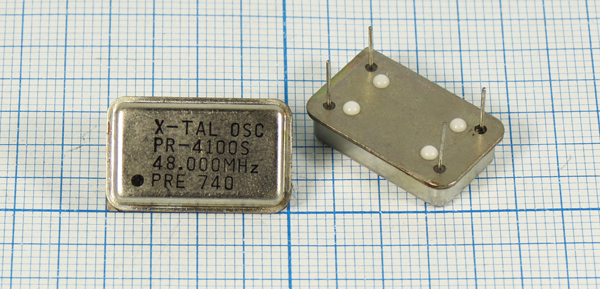 X-TAL OSC
PR-4100S
48.000MHz
PRE 740